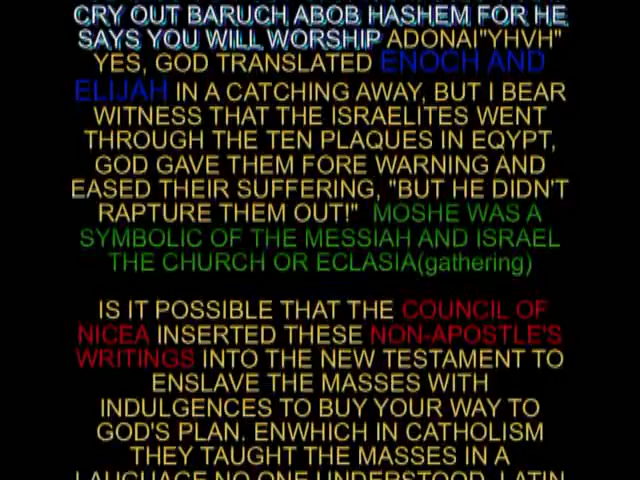 CRY OUT BARUCH ABOB HASHEM FOR HE
SAYS YOU WILL WORSHIP ADONAI"YHVH"
YES, GOD TRANSLATED ENOCH AND
ELIJAH IN A CATCHING AWAY, BUT I BEAR
WITNESS THAT THE ISRAELITES WENT
THROUGH THE TEN PLAQUES IN EQYPT,
GOD GAVE THEM FORE WARNING AND
EASED THEIR SUFFERING, "BUT HE DIDN'T
RAPTURE THEM OUT!" MOSHE WAS A
SYMBOLIC OF THE MESSIAH AND ISRAEL
THE CHURCH OR ECLASIA(gathering)
IS IT POSSIBLE THAT THE COUNCIL OF
NICEA INSERTED THESE NON-APOSTLE'S
WRITINGS INTO THE NEW TESTAMENT TO
ENSLAVE THE MASSES WITH
INDULGENCES TO BUY YOUR WAY TO
GOD'S PLAN. ENWHICH IN CATHOLISM
THEY TAUGHT THE MASSES IN A
LAUGUAGE NO ONE UNDERSTOOD, LATIN